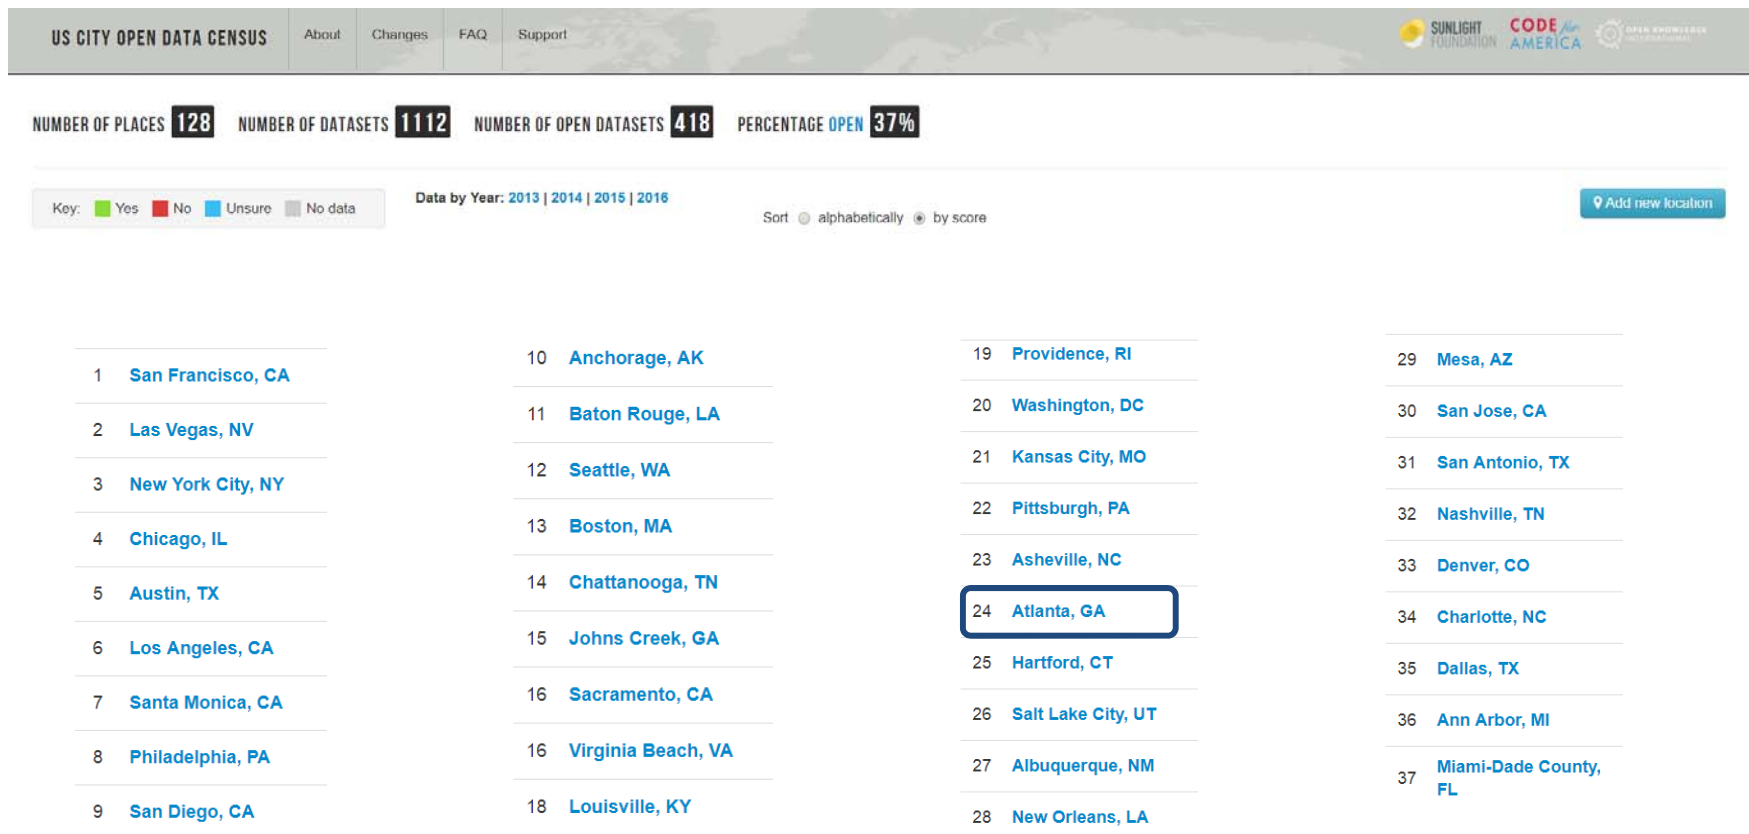 US CITY OPEN DATA CENSUS About Changes FAQ Support SUNLIGHT FOUNDATION CODE for AMERICA OPEN KNOWLEDGE INTERNATIONAL
NUMBER OF PLACES 128 NUMBER OF DATASETS 1112 NUMBER OF OPEN DATASETS 418 PERCENTAGE OPEN 37%
Key: Yes No Unsure No data
Data by Year: 2013 | 2014 | 2015 | 2016
Sort alphabetically by score
Add new location
1 San Francisco, CA
2 Las Vegas, NV
3 New York City, NY
4 Chicago, IL
5 Austin, TX
6 Los Angeles, CA
7 Santa Monica, CA
8 Philadelphia, PA
9 San Diego, CA
10 Anchorage, AK
11 Baton Rouge, LA
12 Seattle, WA
13 Boston, MA
14 Chattanooga, TN
15 Johns Creek, GA
16 Sacramento, CA
16 Virginia Beach, VA
18 Louisville, KY
19 Providence, RI
20 Washington, DC
21 Kansas City, MO
22 Pittsburgh, PA
23 Asheville, NC
24 Atlanta, GA
25 Hartford, CT
26 Salt Lake City, UT
27 Albuquerque, NM
28 New Orleans, LA
29 Mesa, AZ
30 San Jose, CA
31 San Antonio, TX
32 Nashville, TN
33 Denver, CO
34 Charlotte, NC
35 Dallas, TX
36 Ann Arbor, MI
37 Miami-Dade County,
FL